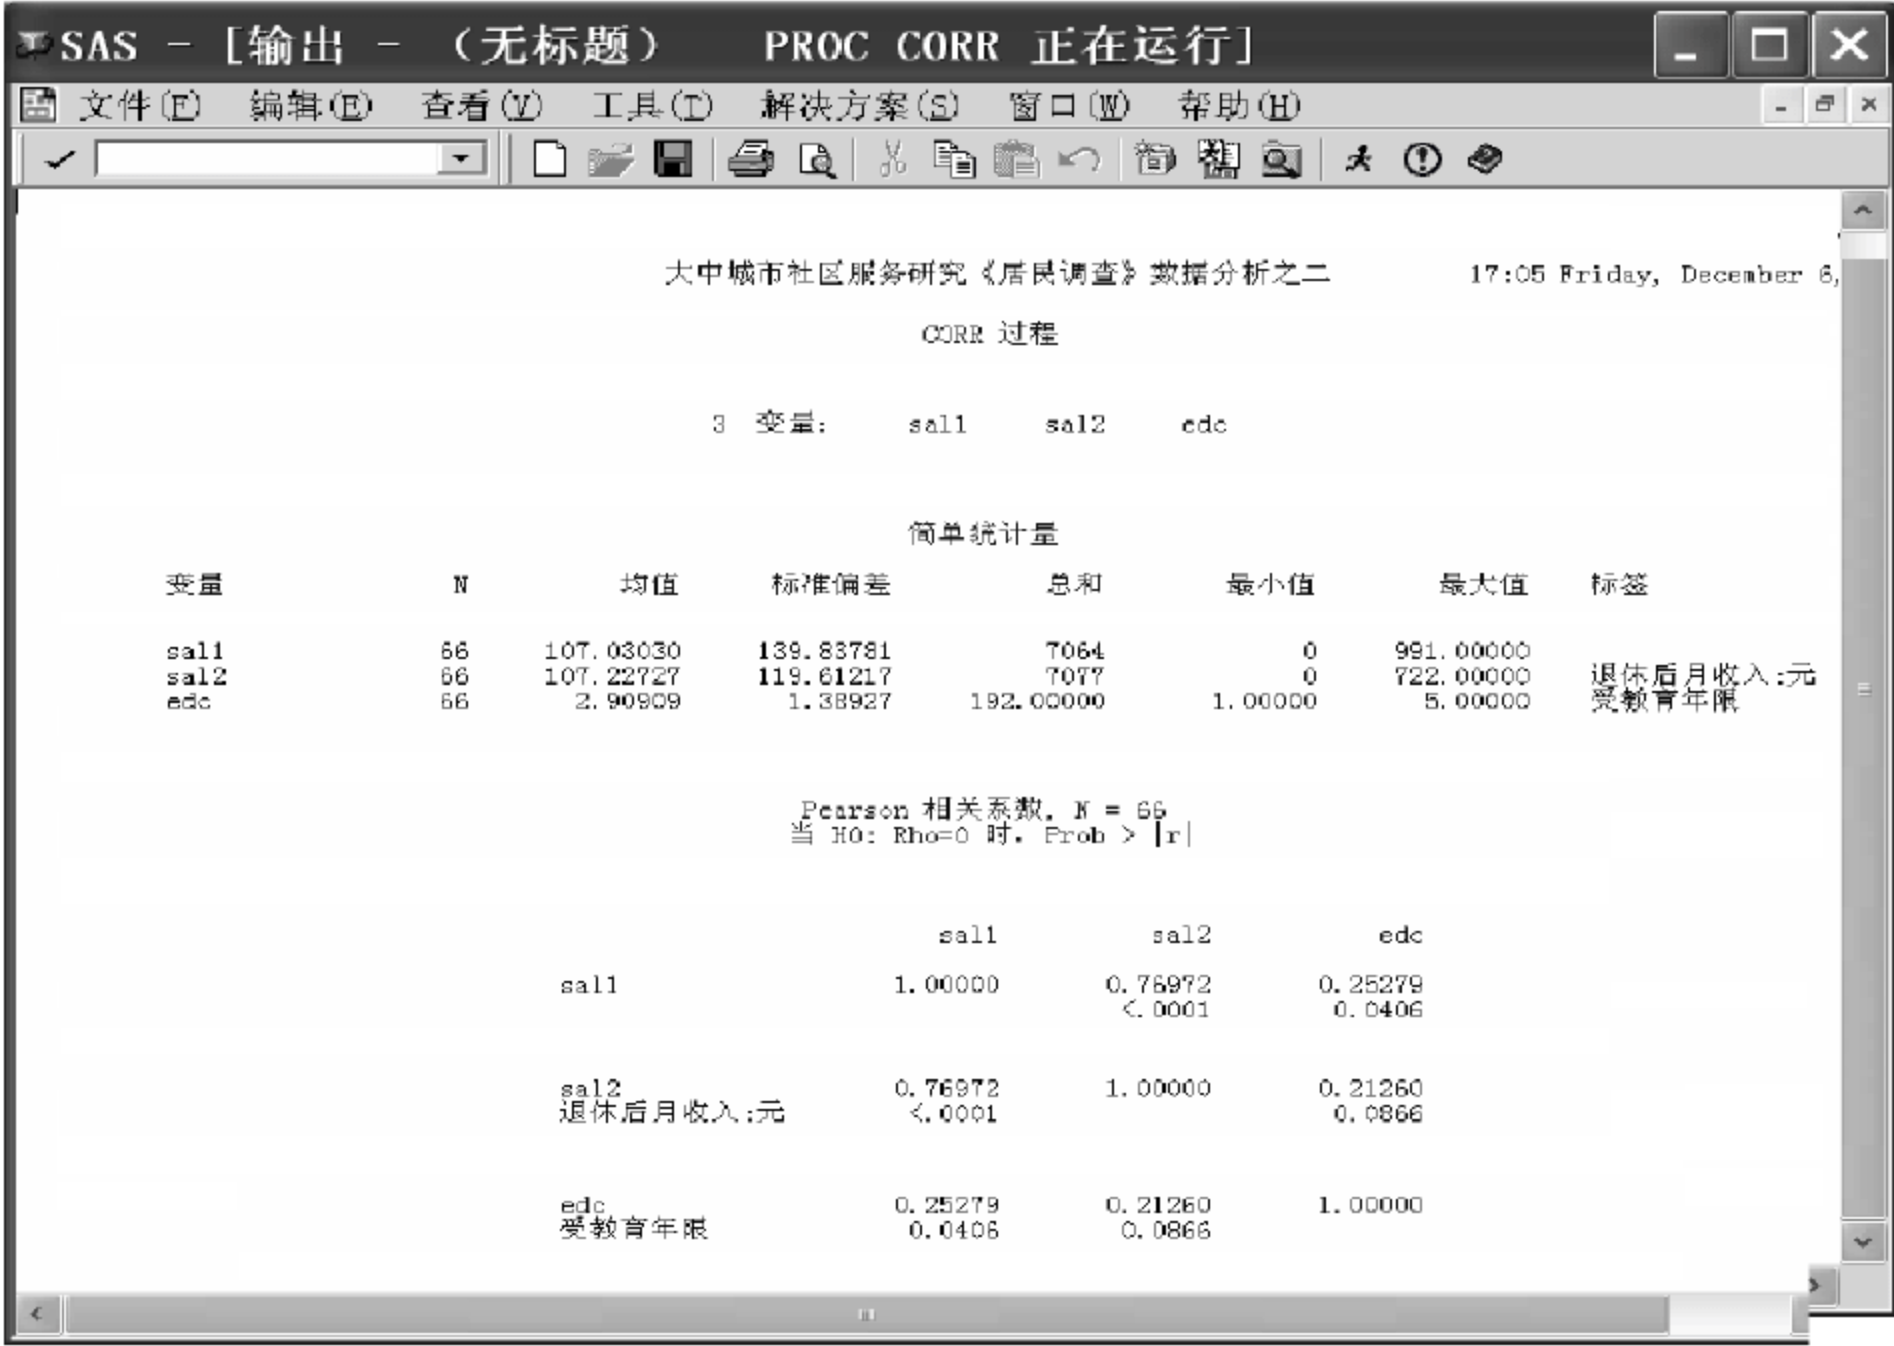 SAS - [输出 - （无标题） PROC CORR 正在运行]
文件(F) 编辑(E) 查看(V) 工具(T) 解决方案(S) 窗口(W) 帮助(H)
大中城市社区服务研究《居民调查》数据分析之二 17:05 Friday, December 6,
CORR 过程
3 变量: sal1 sal2 edc
简单统计量
变量 N 均值 标准偏差 总和 最小值 最大值 标签
sal1 66 107.03030 139.83781 7064 0 991.00000
sal2 66 107.22727 119.61217 7077 0 722.00000 退休后月收入:元
edc 66 2.90909 1.38927 192.00000 1.00000 5.00000 受教育年限
Pearson 相关系数, N = 66
当 H0: Rho=0 时, Prob > |r|
sal1 sal2 edc
sal1 1.00000 0.76972 0.25279
<.0001 0.0406
sal2 0.76972 1.00000 0.21260
退休后月收入:元 <.0001 0.0866
edc 0.25279 0.21260 1.00000
受教育年限 0.0406 0.0866